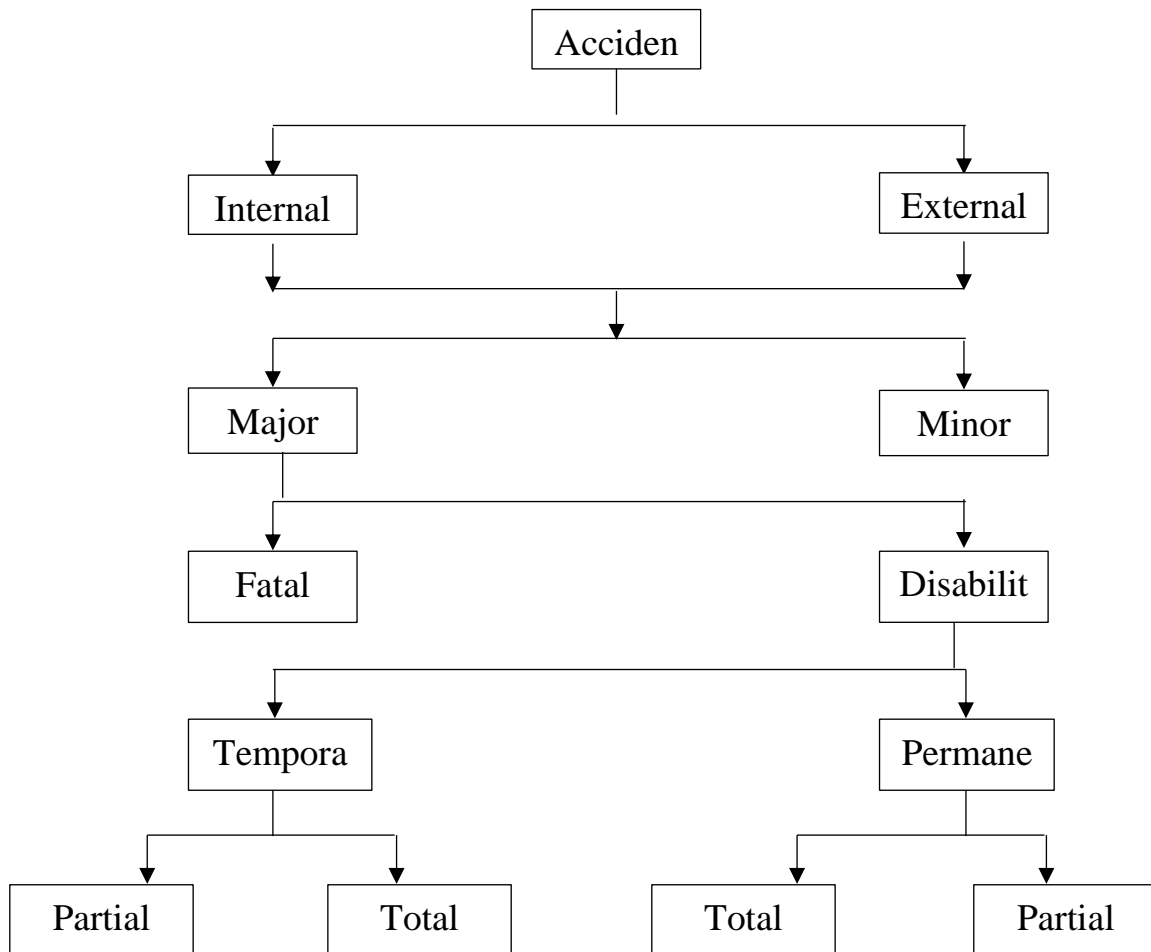 Acciden
Internal
External
Major
Minor
Fatal
Disabilit
Tempora
Permane
Partial
Total
Total
Partial